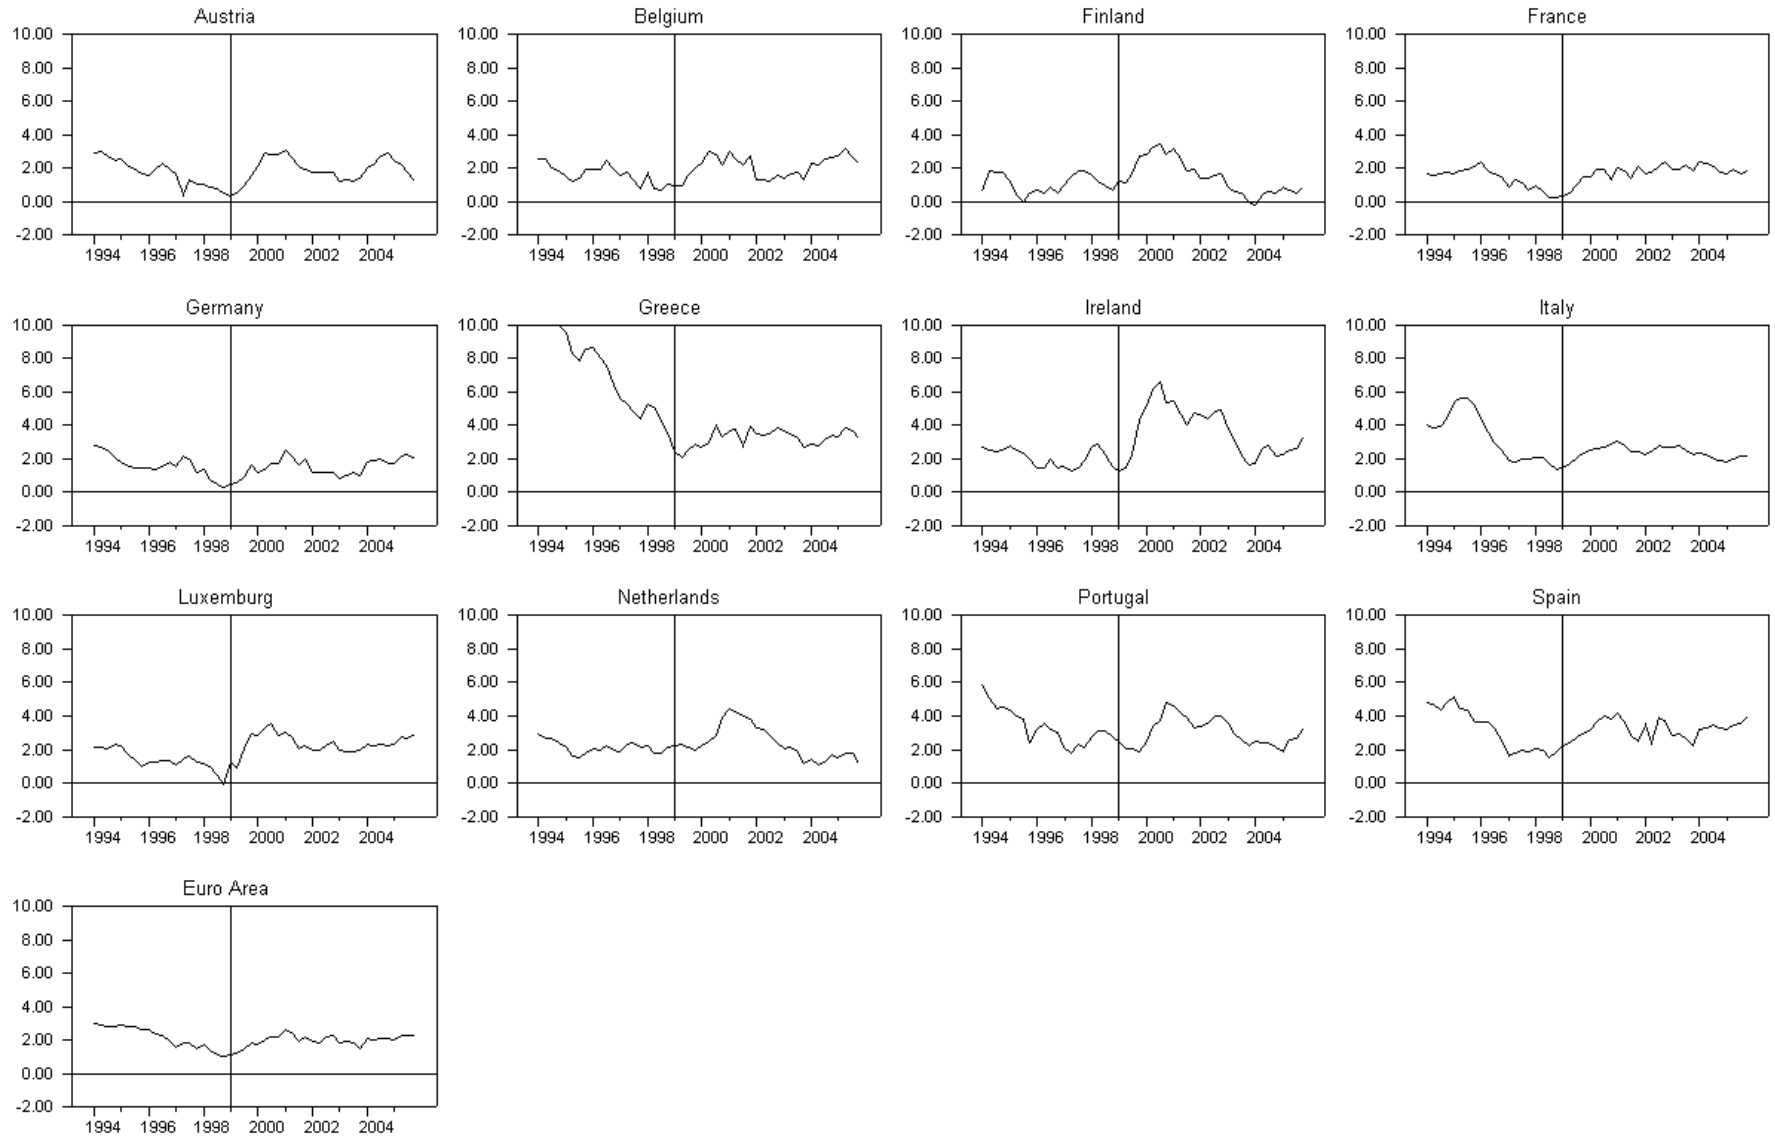 Austria Belgium Finland France
10.00 10.00 10.00 10.00
8.00 8.00 8.00 8.00
6.00 6.00 6.00 6.00
4.00 4.00 4.00 4.00
2.00 2.00 2.00 2.00
0.00 0.00 0.00 0.00
-2.00 -2.00 -2.00 -2.00
1994 1996 1998 2000 2002 2004 1994 1996 1998 2000 2002 2004 1994 1996 1998 2000 2002 2004 1994 1996 1998 2000 2002 2004
Germany Greece Ireland Italy
10.00 10.00 10.00 10.00
8.00 8.00 8.00 8.00
6.00 6.00 6.00 6.00
4.00 4.00 4.00 4.00
2.00 2.00 2.00 2.00
0.00 0.00 0.00 0.00
-2.00 -2.00 -2.00 -2.00
1994 1996 1998 2000 2002 2004 1994 1996 1998 2000 2002 2004 1994 1996 1998 2000 2002 2004 1994 1996 1998 2000 2002 2004
Luxemburg Netherlands Portugal Spain
10.00 10.00 10.00 10.00
8.00 8.00 8.00 8.00
6.00 6.00 6.00 6.00
4.00 4.00 4.00 4.00
2.00 2.00 2.00 2.00
0.00 0.00 0.00 0.00
-2.00 -2.00 -2.00 -2.00
1994 1996 1998 2000 2002 2004 1994 1996 1998 2000 2002 2004 1994 1996 1998 2000 2002 2004 1994 1996 1998 2000 2002 2004
Euro Area
10.00
8.00
6.00
4.00
2.00
0.00
-2.00
1994 1996 1998 2000 2002 2004